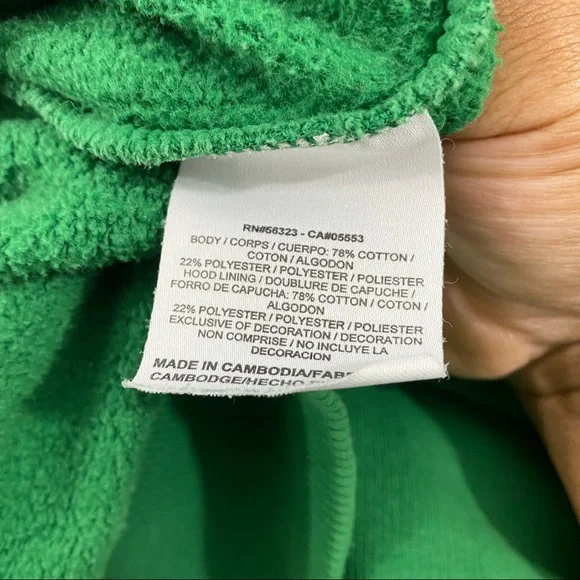 RN#56323 - CA#05553
BODY / CORPS / CUERPO: 78% COTTON /
COTON / ALGODON
22% POLYESTER / POLYESTER / POLIESTER
HOOD LINING / DOUBLURE DE CAPUCHE /
FORRO DE CAPUCHA: 78% COTTON / COTON /
ALGODON
22% POLYESTER / POLYESTER / POLIESTER
EXCLUSIVE OF DECORATION / DECORATION
NON COMPRISE / NO INCLUYE LA
DECORACION
MADE IN CAMBODIA/FABR
CAMBODGE/HECHO